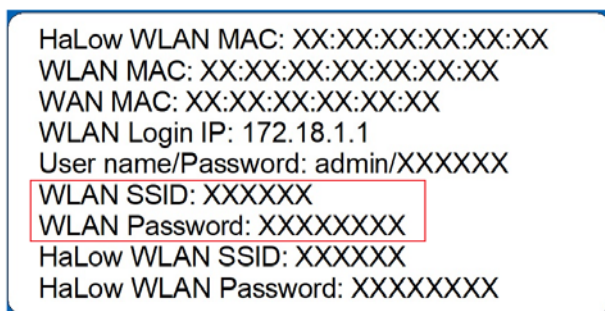 HaLow WLAN MAC: XX:XX:XX:XX:XX:XX
WLAN MAC: XX:XX:XX:XX:XX:XX:XX
WAN MAC: XX:XX:XX:XX:XX:XX
WLAN Login IP: 172.18.1.1
User name/Password: admin/XXXXXX
WLAN SSID: XXXXXX
WLAN Password: XXXXXXXX
HaLow WLAN SSID: XXXXXX
HaLow WLAN Password: XXXXXXXX